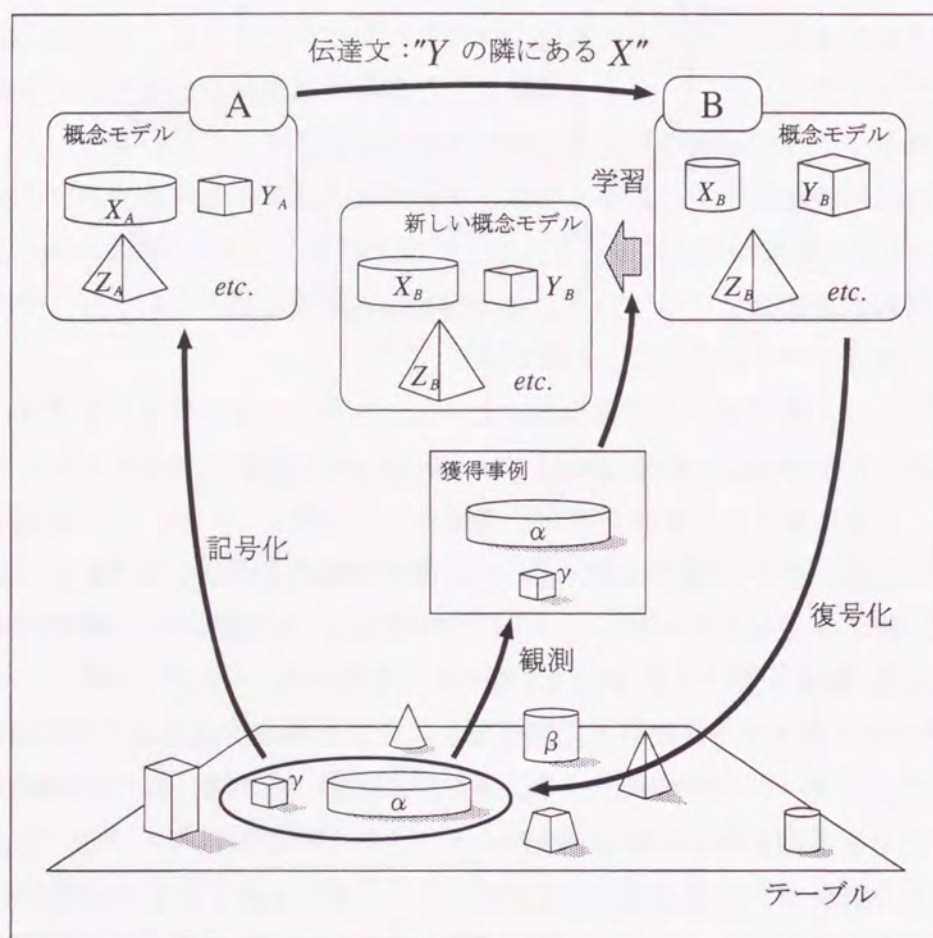 伝達文：″Y の隣にある X″
A
B
概念モデル
X_A
Y_A
Z_A
etc.
概念モデル
X_B
Y_B
Z_B
etc.
学習
新しい概念モデル
X_B
Y_B
Z_B
etc.
獲得事例
α
γ
記号化
復号化
観測
β
γ
α
テーブル